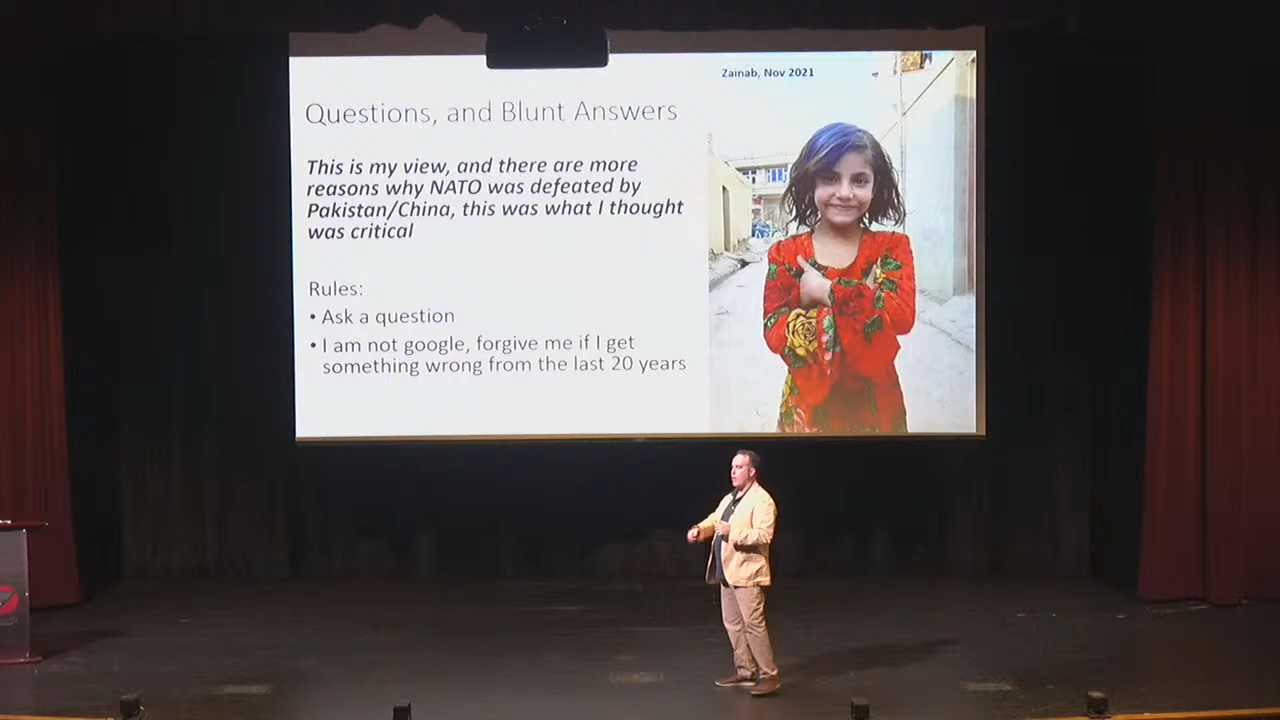 Zainab, Nov 2021
Questions, and Blunt Answers
This is my view, and there are more
reasons why NATO was defeated by
Pakistan/China, this was what I thought
was critical
Rules:
• Ask a question
• I am not google, forgive me if I get
something wrong from the last 20 years